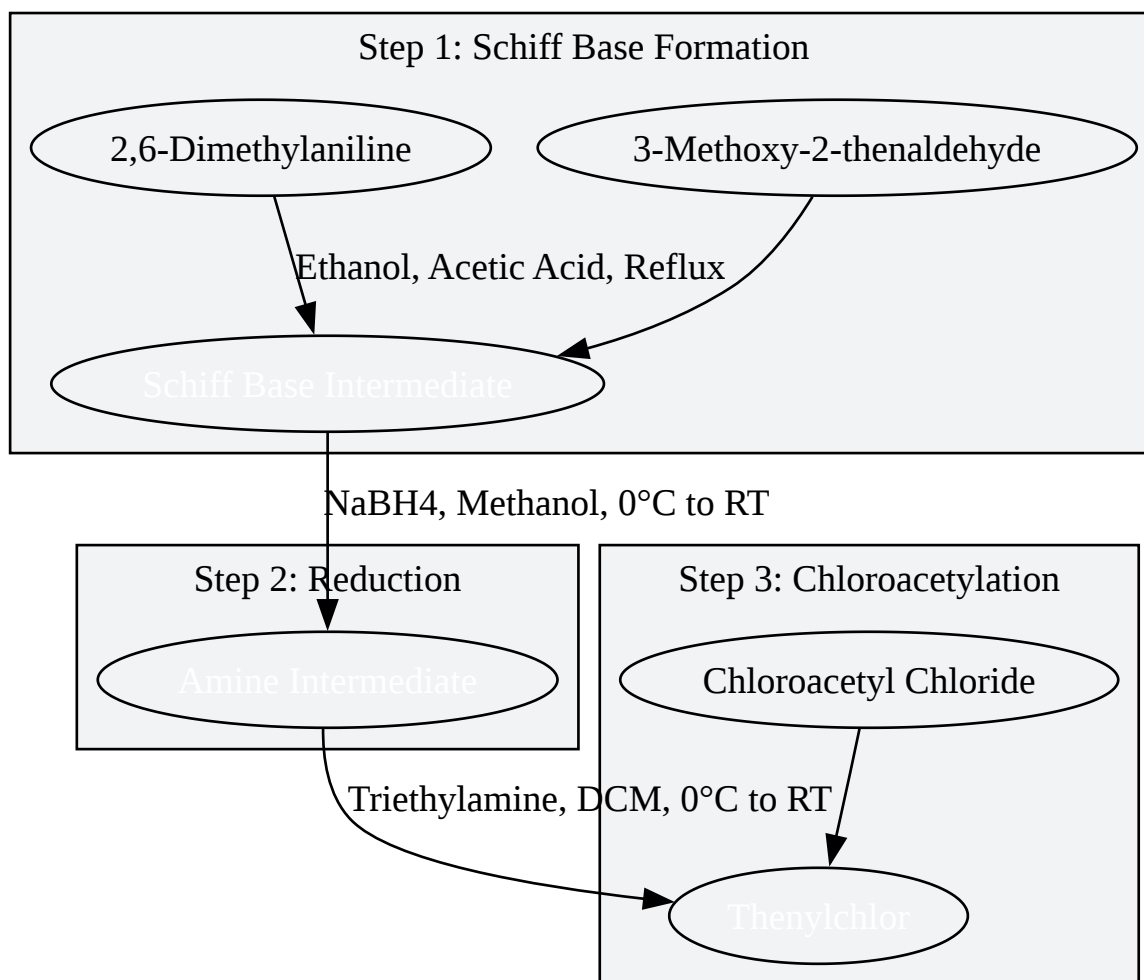 Step 1: Schiff Base Formation
2,6-Dimethylaniline
3-Methoxy-2-thenaldehyde
Ethanol, Acetic Acid, Reflux
Schiff Base Intermediate
NaBH4, Methanol, 0°C to RT
Step 2: Reduction
Step 3: Chloroacetylation
Amine Intermediate
Chloroacetyl Chloride
Triethylamine, DCM, 0°C to RT
Thenylchlor